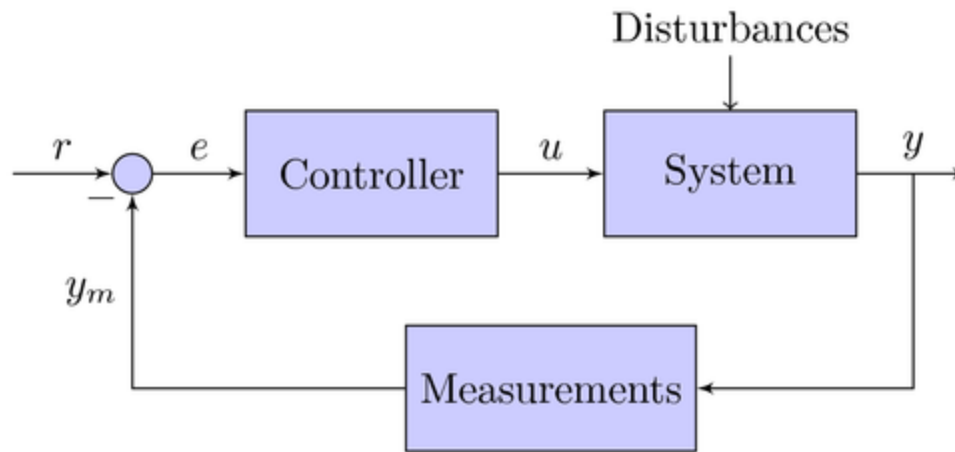 Disturbances
r
e
Controller
u
System
y
−
y_m
Measurements